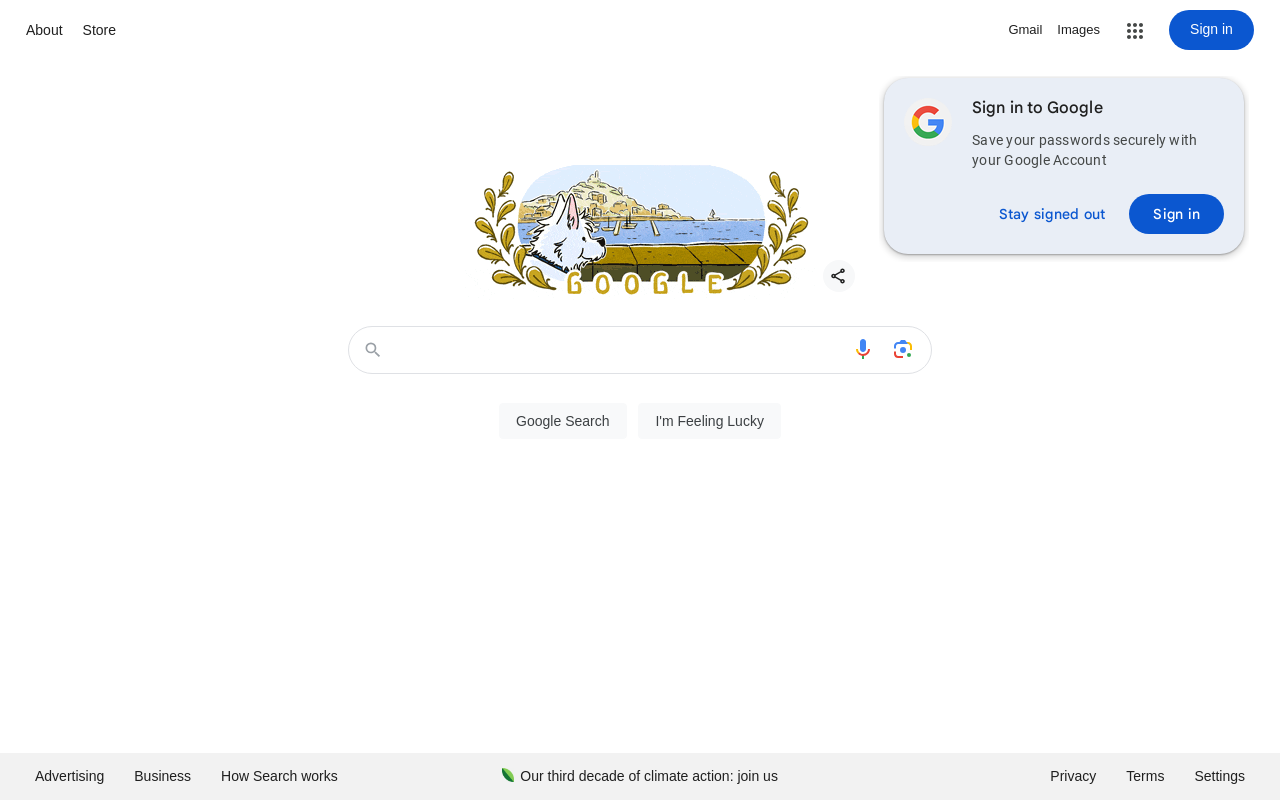 About Store
Gmail Images Sign in
Sign in to Google
Save your passwords securely with
your Google Account
Stay signed out Sign in
GOOGLE
Google Search I'm Feeling Lucky
Advertising Business How Search works Our third decade of climate action: join us Privacy Terms Settings